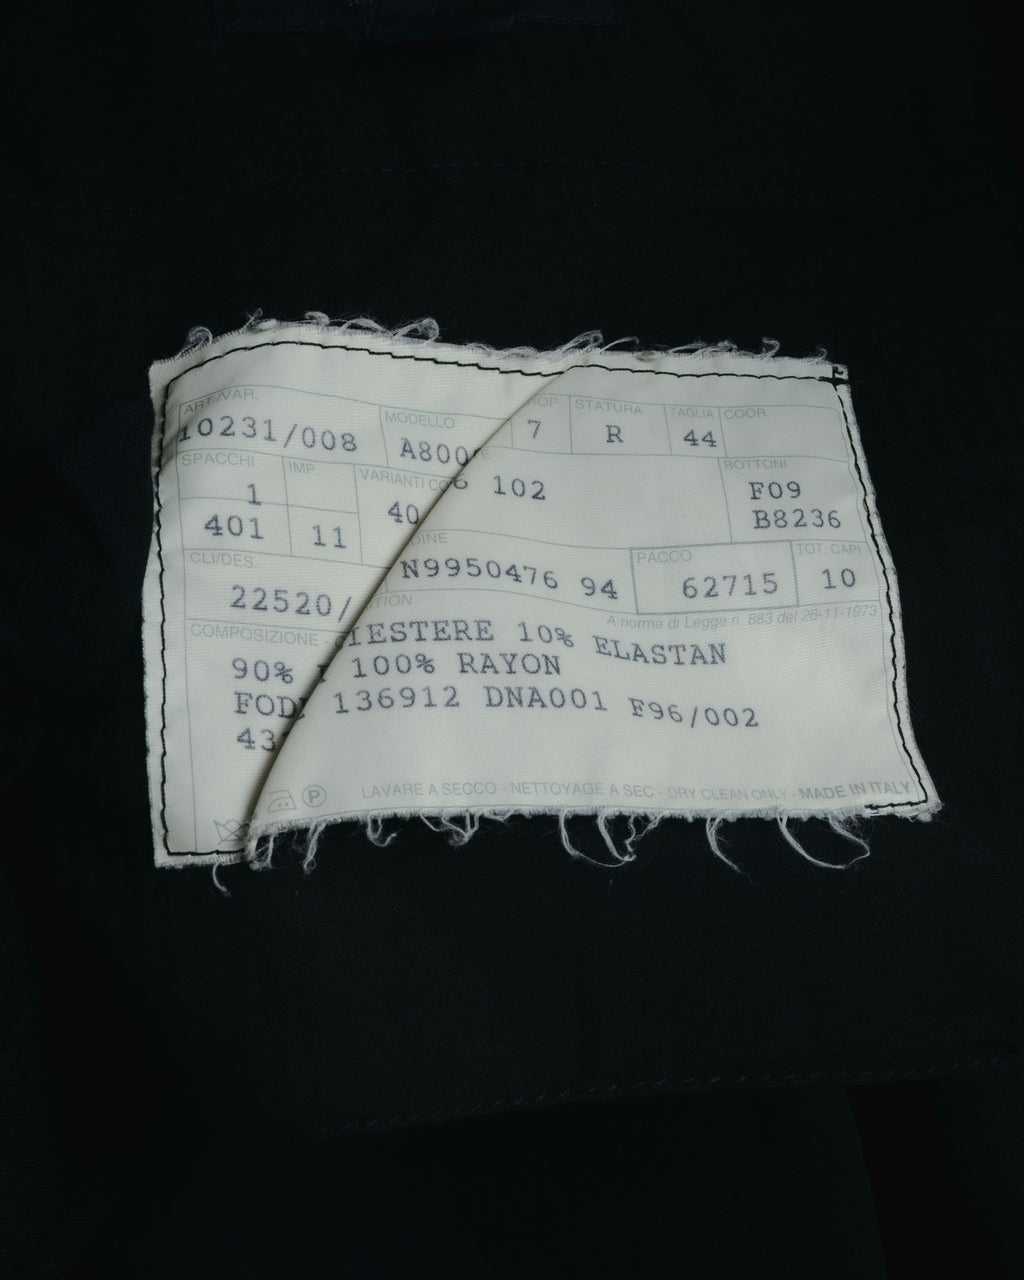 ART./VAR. MODELLO STATURA TAGLIA COOR.
10231/008 A800 7 R 44
SPACCHI IMP. VARIANTI BOTTONI
1 102 F09
401 11 40 B8236
CLI/DES. PACCO TOT. CAPI
22520/ N9950476 94 62715 10
COMPOSIZIONE - A norma di Legge n. 883 del 26-11-1973
90% IESTERE 10% ELASTAN
FOD 100% RAYON
43 136912 DNA001 F96/002
P LAVARE A SECCO - NETTOYAGE A SEC - DRY CLEAN ONLY - MADE IN ITALY